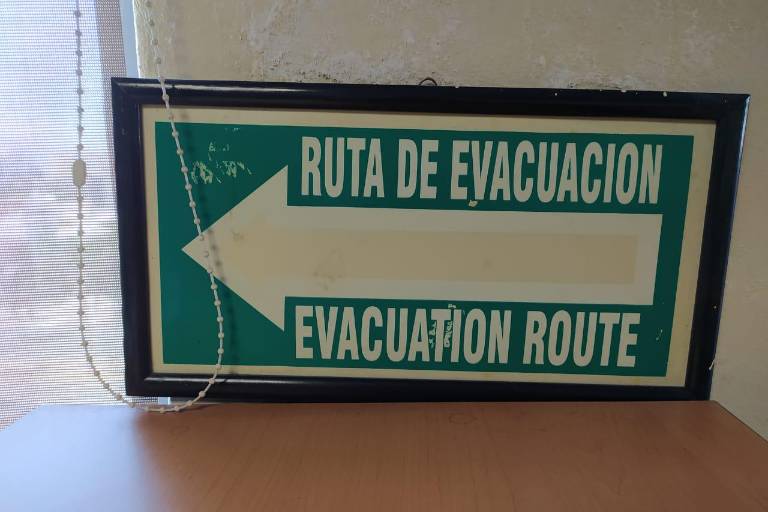 RUTA DE EVACUACION
EVACUATION ROUTE